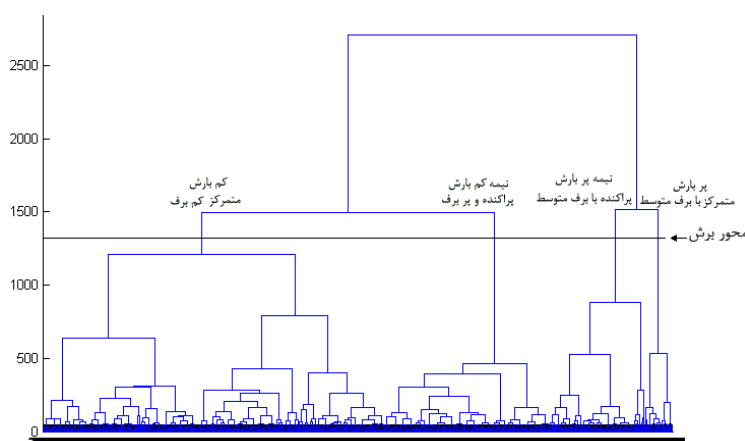 2500
2000
1500
1000
500
0
کم بارش
متمرکز کم برف
نیمه کم بارش
پراکنده و پر برف
نیمه پر بارش
پراکنده با برف متوسط
پر بارش
متمرکز با برف متوسط
محور برش